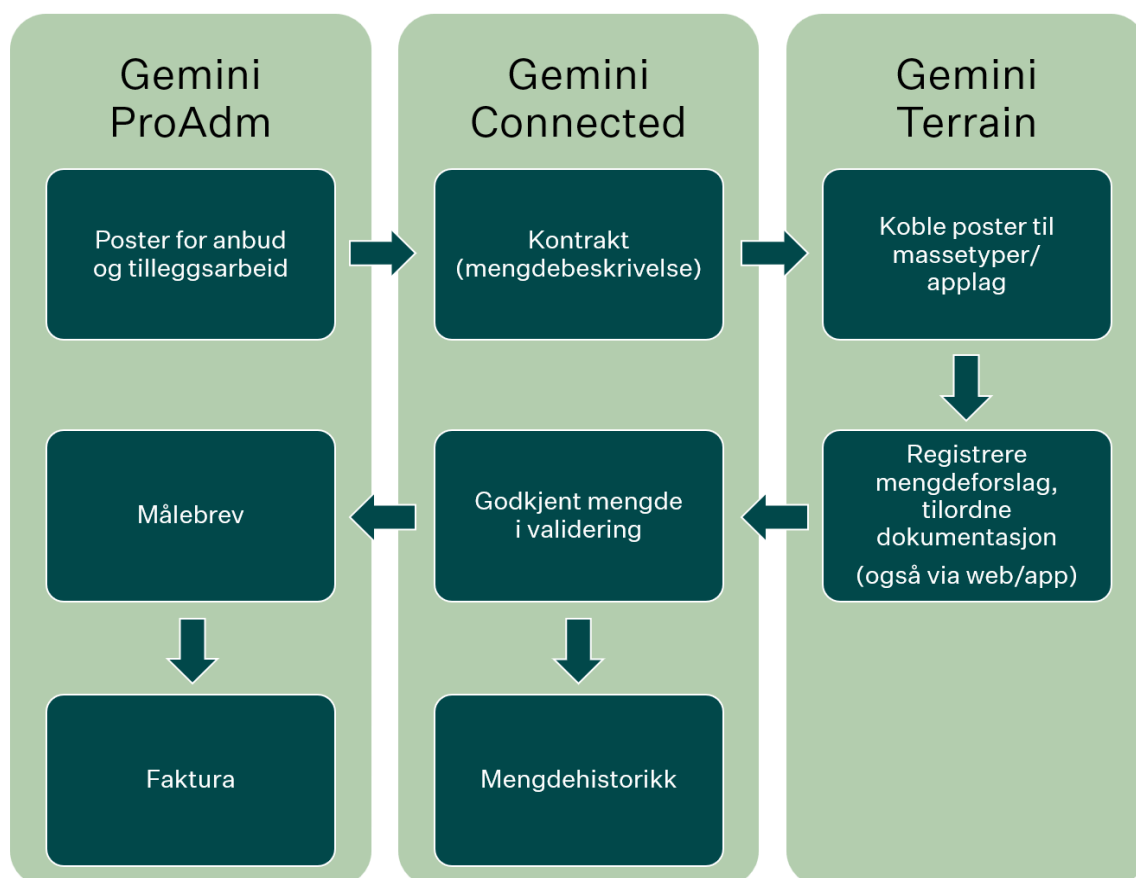 Gemini
ProAdm
Gemini
Connected
Gemini
Terrain
Poster for anbud
og tilleggsarbeid
Kontrakt
(mengdebeskrivelse)
Koble poster til
massetyper/
applag
Målebrev
Godkjent mengde
i validering
Registrere
mengdeforslag,
tilordne
dokumentasjon
(også via web/app)
Faktura
Mengdehistorikk